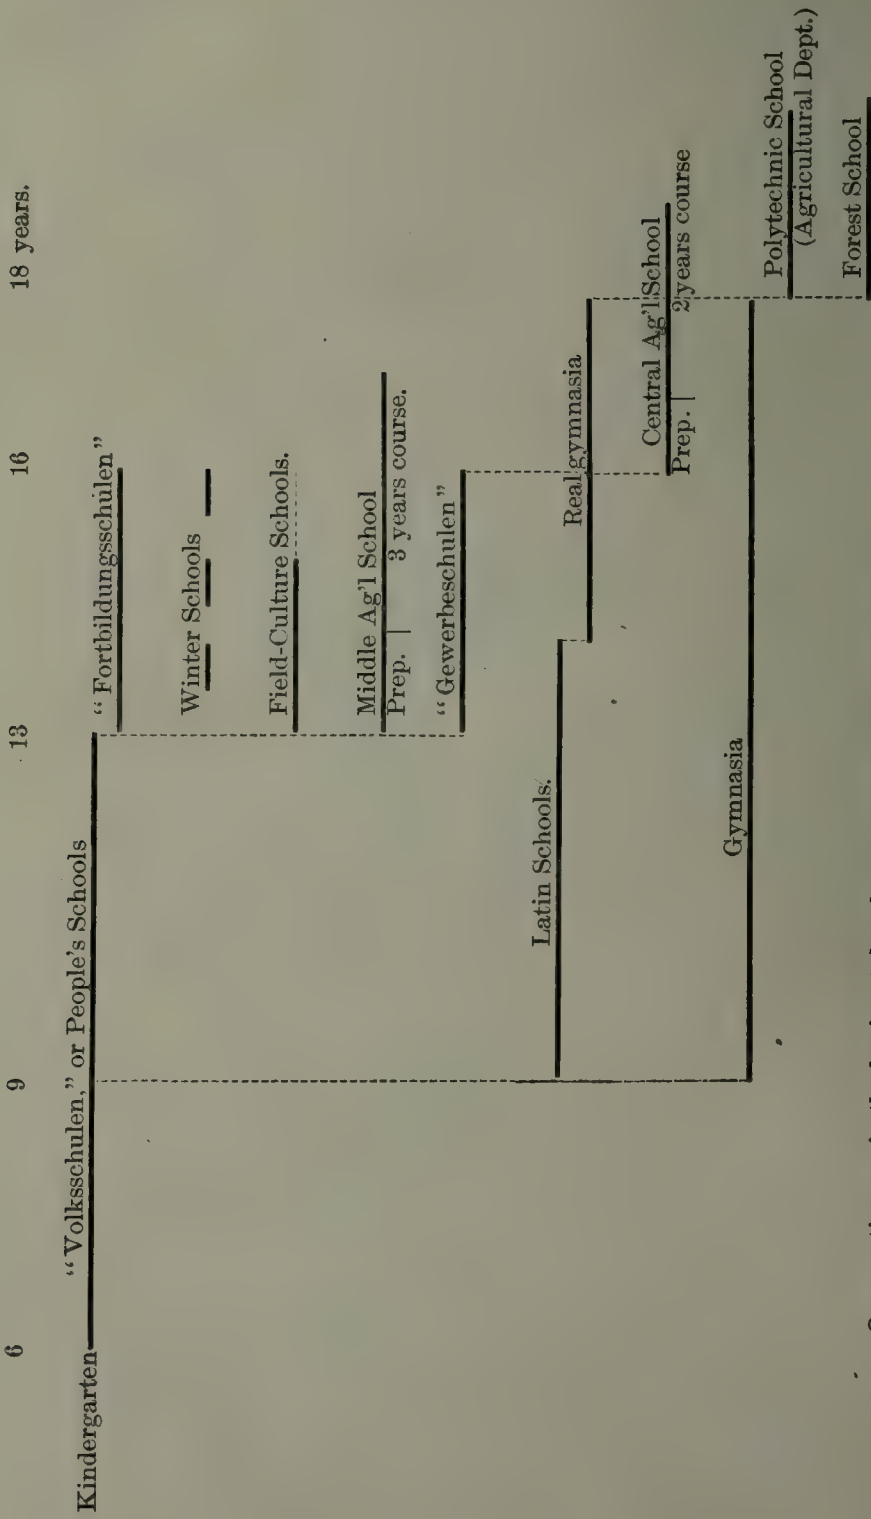 6 9 13 16 18 years.
Kindergarten
“Volksschulen,” or People's Schools
“Fortbildungsschulen”
Winter Schools
Field-Culture Schools.
Middle Ag'l School
Prep. 3 years course.
“Gewerbeschulen”
Latin Schools.
Realgymnasia
Central Ag'l School
Prep. 2 years course
Gymnasia
Polytechnic School
(Agricultural Dept.)
Forest School